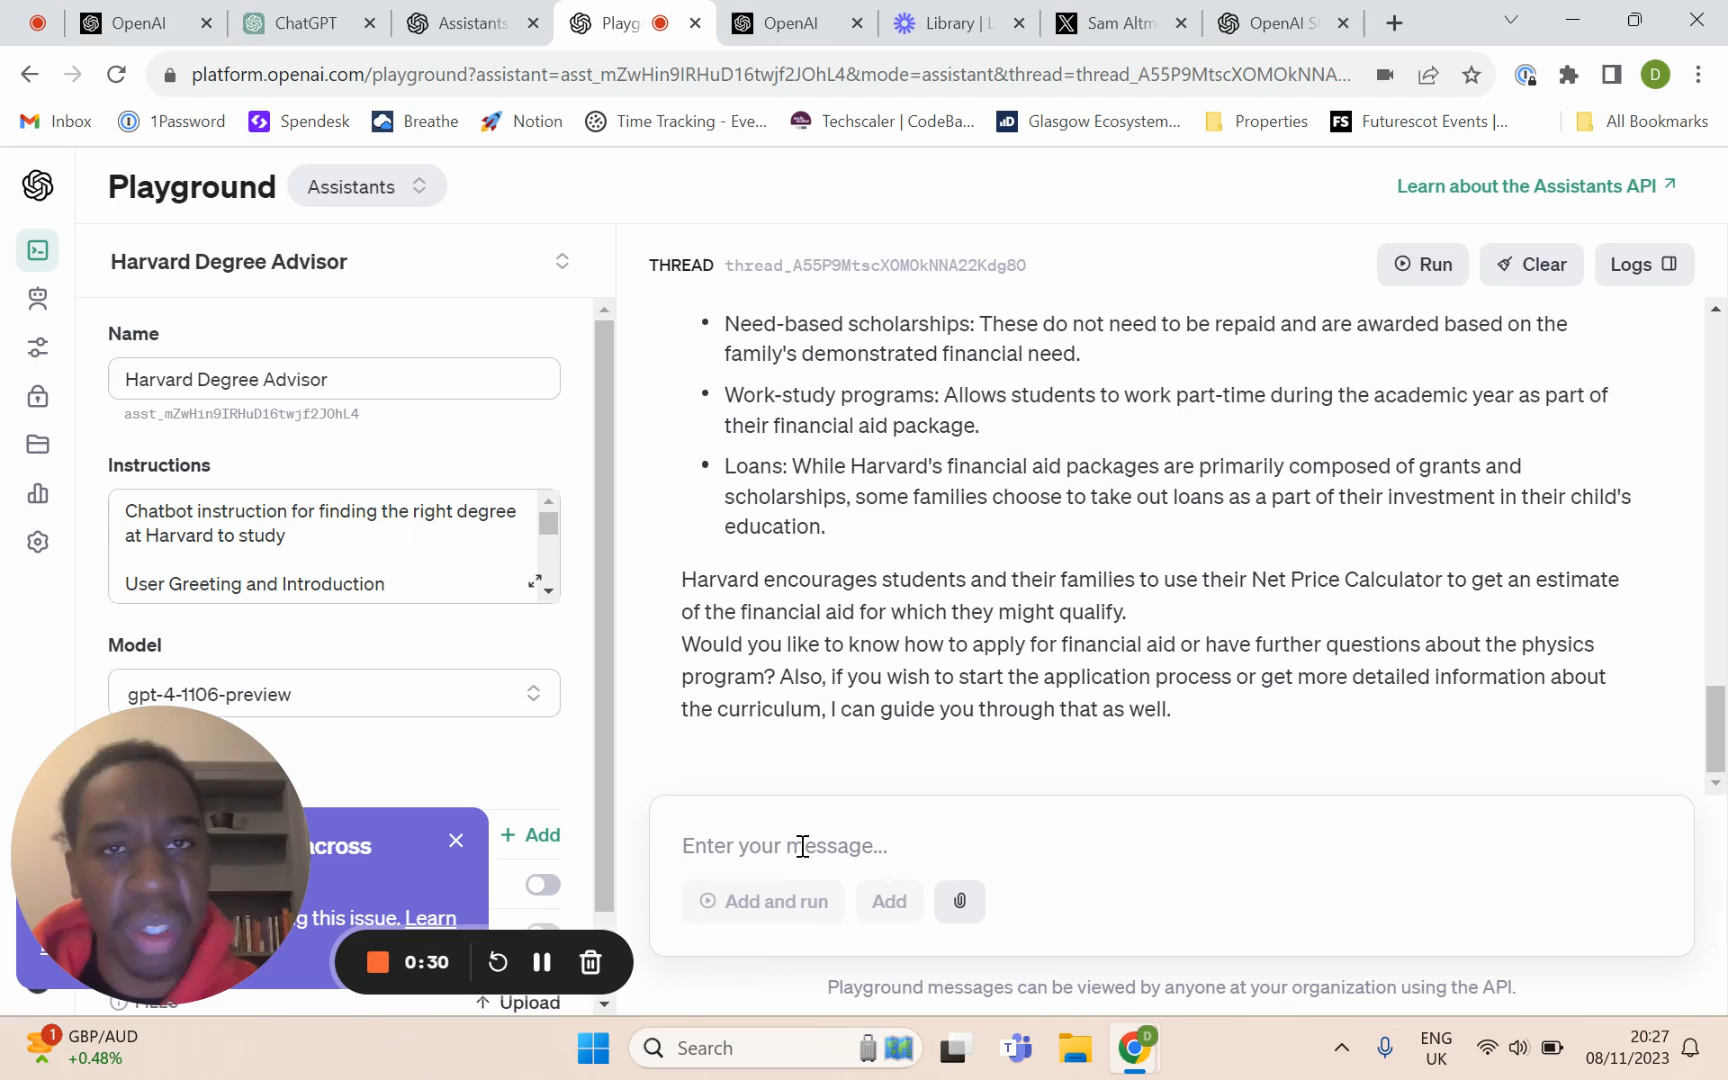 OpenAI
ChatGPT
Assistants
Playg
OpenAI
Library | L
Sam Altm
OpenAI S
platform.openai.com/playground?assistant=asst_mZwHin9IRHuD16twjf2JOhL4&mode=assistant&thread=thread_A55P9MtscXOMOkNNA...
Inbox
1Password
Spendesk
Breathe
Notion
Time Tracking - Eve...
Techscaler | CodeBa...
Glasgow Ecosystem...
Properties
FS
Futurescot Events |...
All Bookmarks
Playground
Assistants
Learn about the Assistants API
Harvard Degree Advisor
THREAD thread_A55P9MtscXOMOkNNA22Kdg8O
Run
Clear
Logs
Name
Harvard Degree Advisor
asst_mZwHin9IRHuD16twjf2JOhL4
Instructions
Chatbot instruction for finding the right degree
at Harvard to study
User Greeting and Introduction
Model
gpt-4-1106-preview
across
Add
g this issue. Learn
0:30
Upload
• Need-based scholarships: These do not need to be repaid and are awarded based on the
family's demonstrated financial need.
• Work-study programs: Allows students to work part-time during the academic year as part of
their financial aid package.
• Loans: While Harvard's financial aid packages are primarily composed of grants and
scholarships, some families choose to take out loans as a part of their investment in their child's
education.
Harvard encourages students and their families to use their Net Price Calculator to get an estimate
of the financial aid for which they might qualify.
Would you like to know how to apply for financial aid or have further questions about the physics
program? Also, if you wish to start the application process or get more detailed information about
the curriculum, I can guide you through that as well.
Enter your message...
Add and run
Add
Playground messages can be viewed by anyone at your organization using the API.
1
GBP/AUD
+0.48%
Search
ENG
UK
20:27
08/11/2023